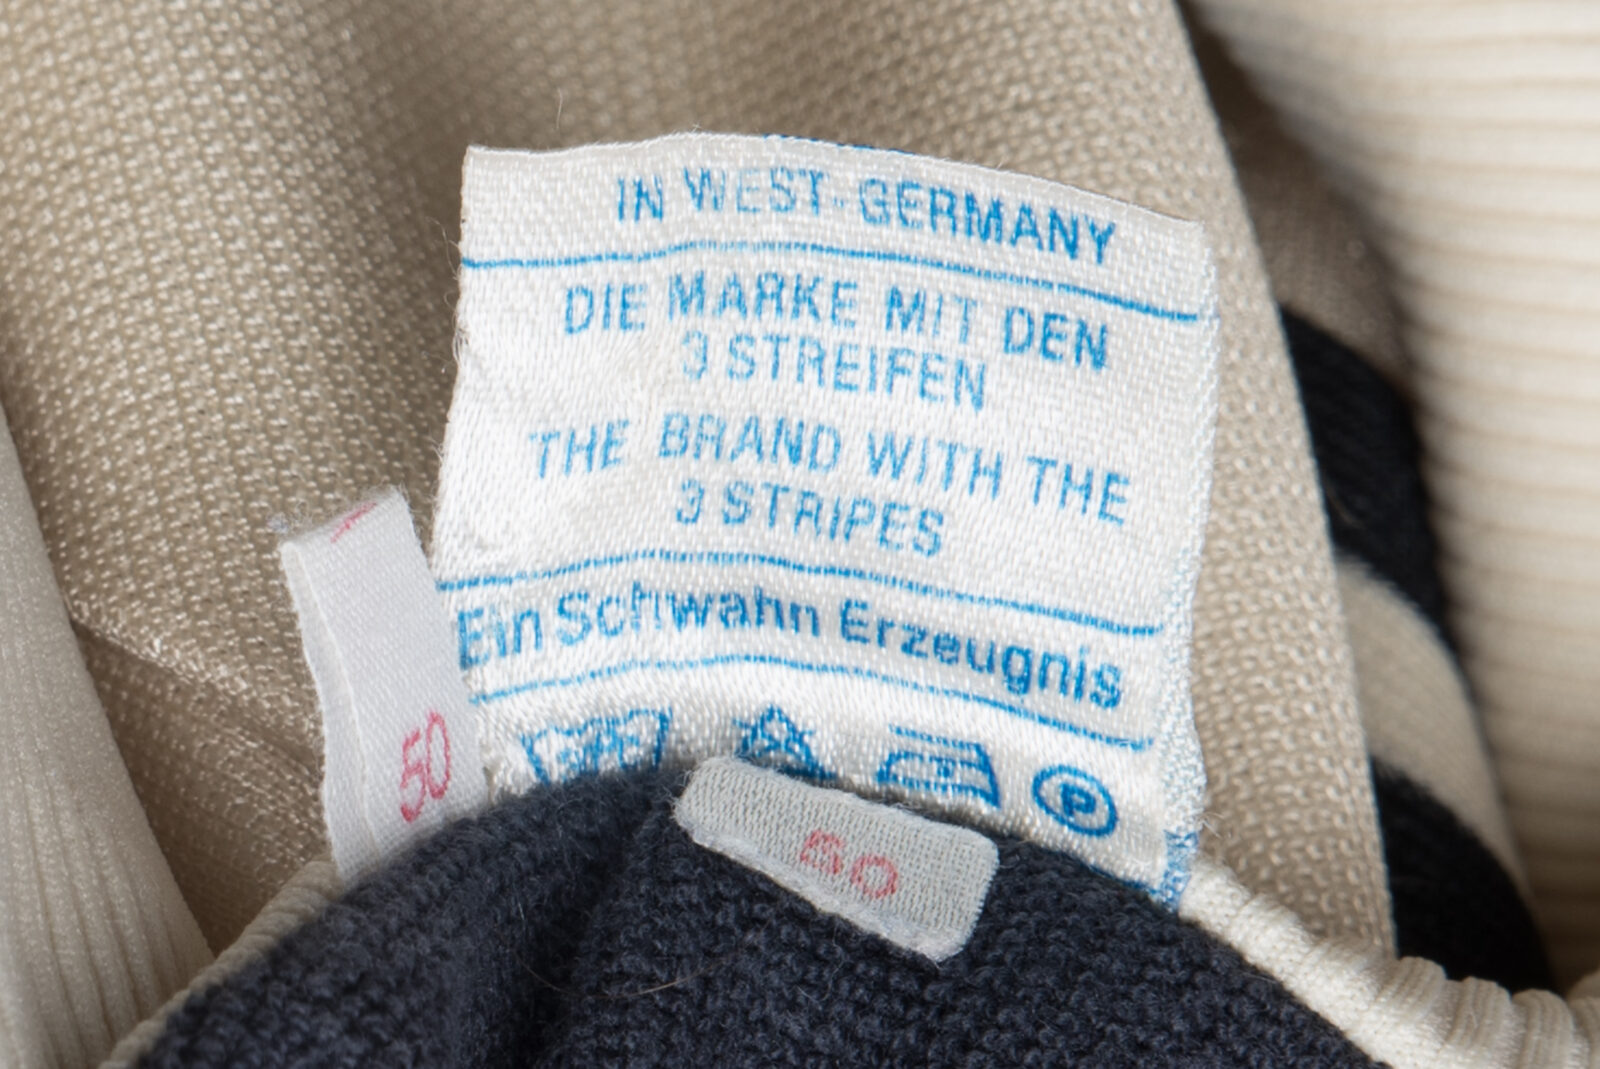 IN WEST-GERMANY
DIE MARKE MIT DEN
3 STREIFEN
THE BRAND WITH THE
3 STRIPES
Ein Schwahn Erzeugnis
P
50
50